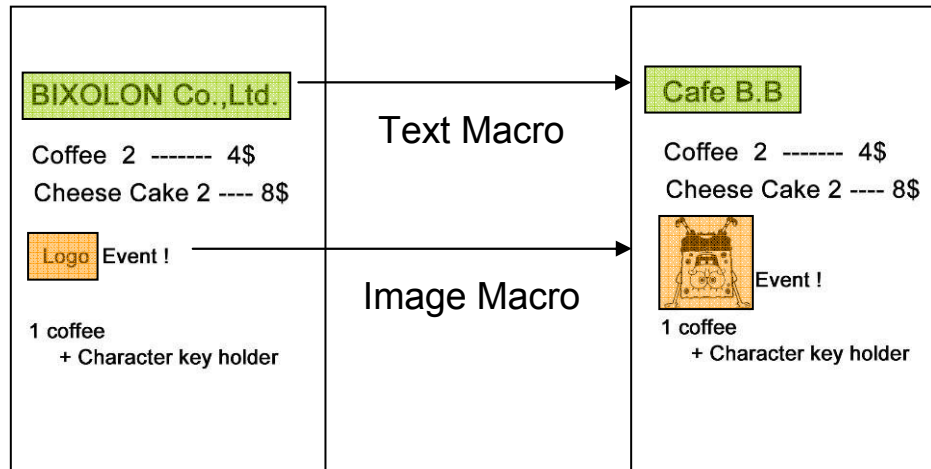 BIXOLON Co.,Ltd.
Coffee 2 ------- 4$
Cheese Cake 2 ---- 8$
Logo Event !
1 coffee
+ Character key holder
Text Macro
Image Macro
Cafe B.B
Coffee 2 ------- 4$
Cheese Cake 2 ---- 8$
Event !
1 coffee
+ Character key holder